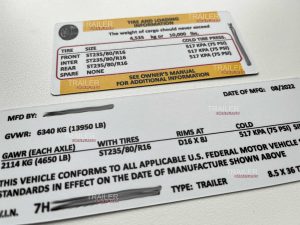 TRAILER
TIRE AND LOADING
INFORMATION
The weight of cargo should never exceed
kg or 10,000 lbs.
TIRE SIZE COLD TIRE PRESS.
FRONT ST235/80/R16 517 KPA (75 PSI)
INTER ST235/80/R16 517 KPA (75 PSI)
REAR ST235/80/R16 517 KPA (75 PSI)
SPARE NONE
SEE OWNER'S MANUAL
FOR ADDITIONAL INFORMATION
MFD BY: DATE OF MFG: 08/2022
GVWR: 6340 KG (13950 LB)
GAWR (EACH AXLE) WITH TIRES RIMS AT COLD
2114 KG (4650 LB) ST235/80/R16 D16 X 8J 517 KPA (75 PSI)
THIS VEHICLE CONFORMS TO ALL APPLICABLE U.S. FEDERAL MOTOR VEHICLE
STANDARDS IN EFFECT ON THE DATE OF MANUFACTURE SHOWN ABOVE
V.I.N. 7H TYPE: TRAILER 8.5 X 36 T